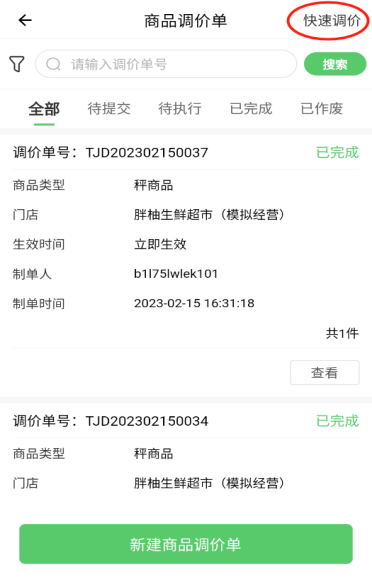 商品调价单 快速调价
请输入调价单号 搜索
全部 待提交 待执行 已完成 已作废
调价单号：TJD202302150037 已完成
商品类型 秤商品
门店 胖柚生鲜超市（模拟经营）
生效时间 立即生效
制单人 b1l75lwlek101
制单时间 2023-02-15 16:31:18
共1件
查看
调价单号：TJD202302150034 已完成
商品类型 秤商品
门店 胖柚生鲜超市（模拟经营）
新建商品调价单